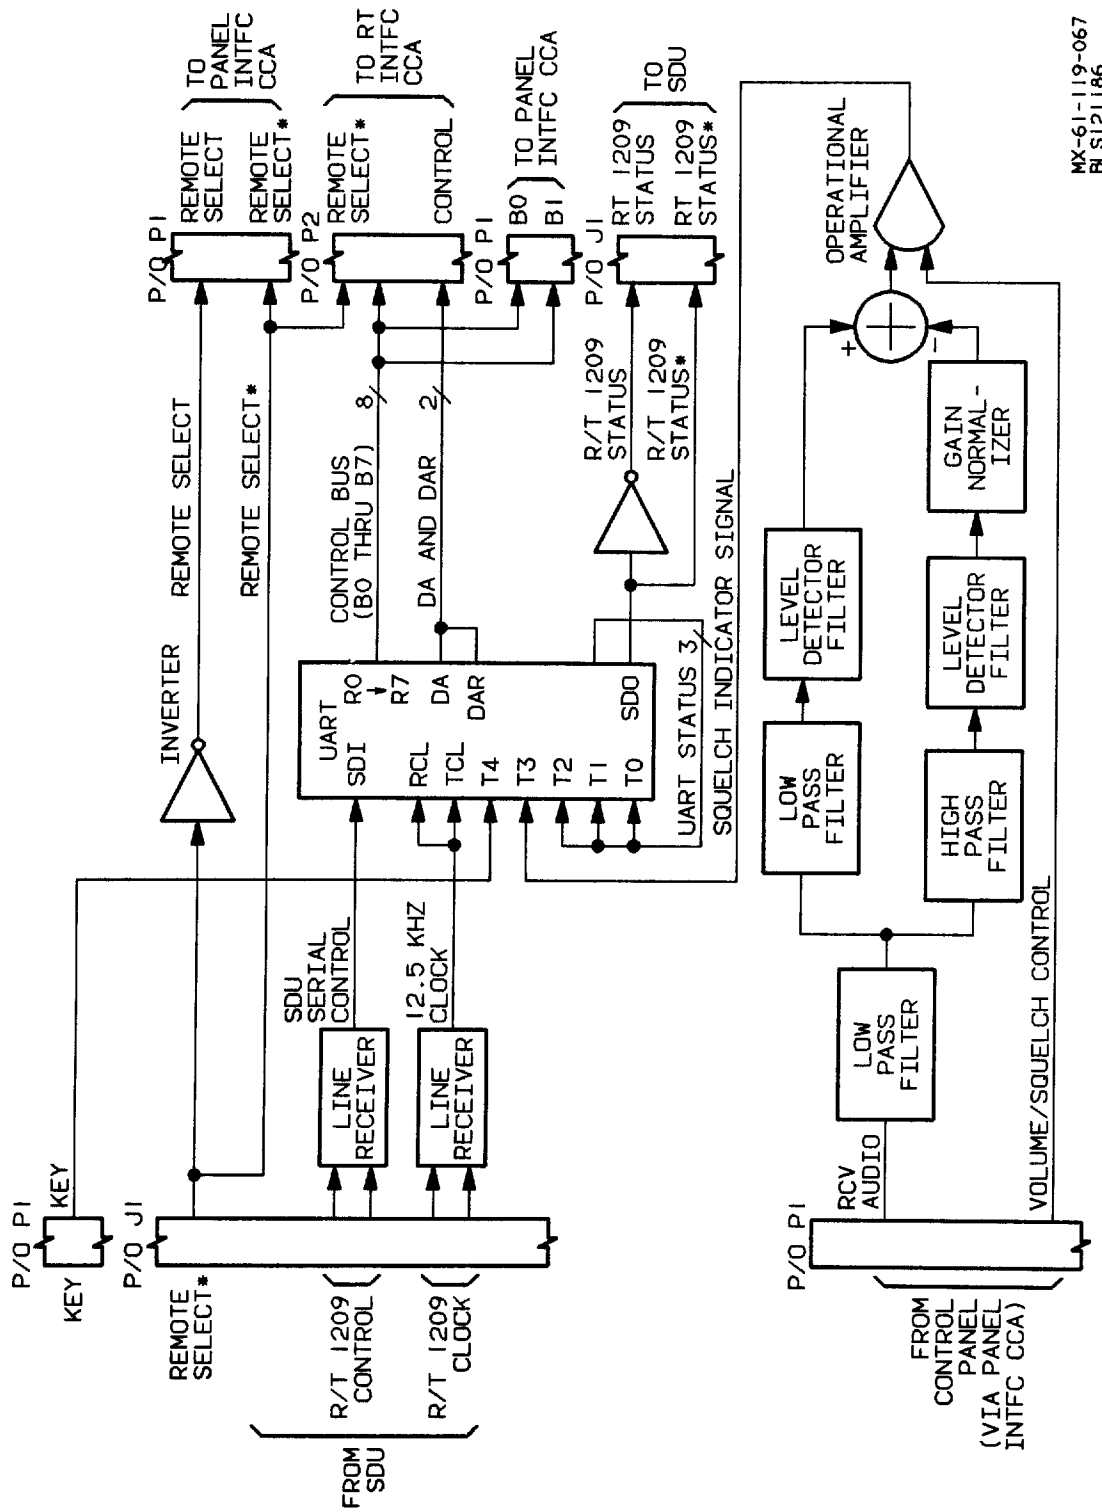 P/O P1
KEY
KEY
P/O J1
REMOTE
SELECT*
R/T 1209
CONTROL
R/T 1209
CLOCK
FROM
SDU
LINE
RECEIVER
LINE
RECEIVER
SDU
SERIAL
CONTROL
12.5 KHZ
CLOCK
INVERTER
REMOTE SELECT
REMOTE SELECT*
UART
SDI
RCL
TCL
T4
T3
T2
T1
T0
R0
R7
DA
DAR
SDO
CONTROL BUS
(B0 THRU B7)
8
DA AND DAR
2
UART STATUS 3
SQUELCH INDICATOR SIGNAL
R/T 1209
STATUS
R/T 1209
STATUS*
P/O P1
REMOTE
SELECT
REMOTE
SELECT*
TO
PANEL
INTFC
CCA
P/O P2
REMOTE
SELECT*
CONTROL
TO RT
INTFC
CCA
P/O P1
B0
B1
TO PANEL
INTFC CCA
P/O J1
RT 1209
STATUS
RT 1209
STATUS*
TO
SDU
P/O P1
RCV
AUDIO
VOLUME/SQUELCH CONTROL
FROM
CONTROL
PANEL
(VIA PANEL
INTFC CCA)
LOW
PASS
FILTER
LOW
PASS
FILTER
LEVEL
DETECTOR
FILTER
HIGH
PASS
FILTER
LEVEL
DETECTOR
FILTER
GAIN
NORMAL-
IZER
+
-
OPERATIONAL
AMPLIFIER
MX-61-119-067